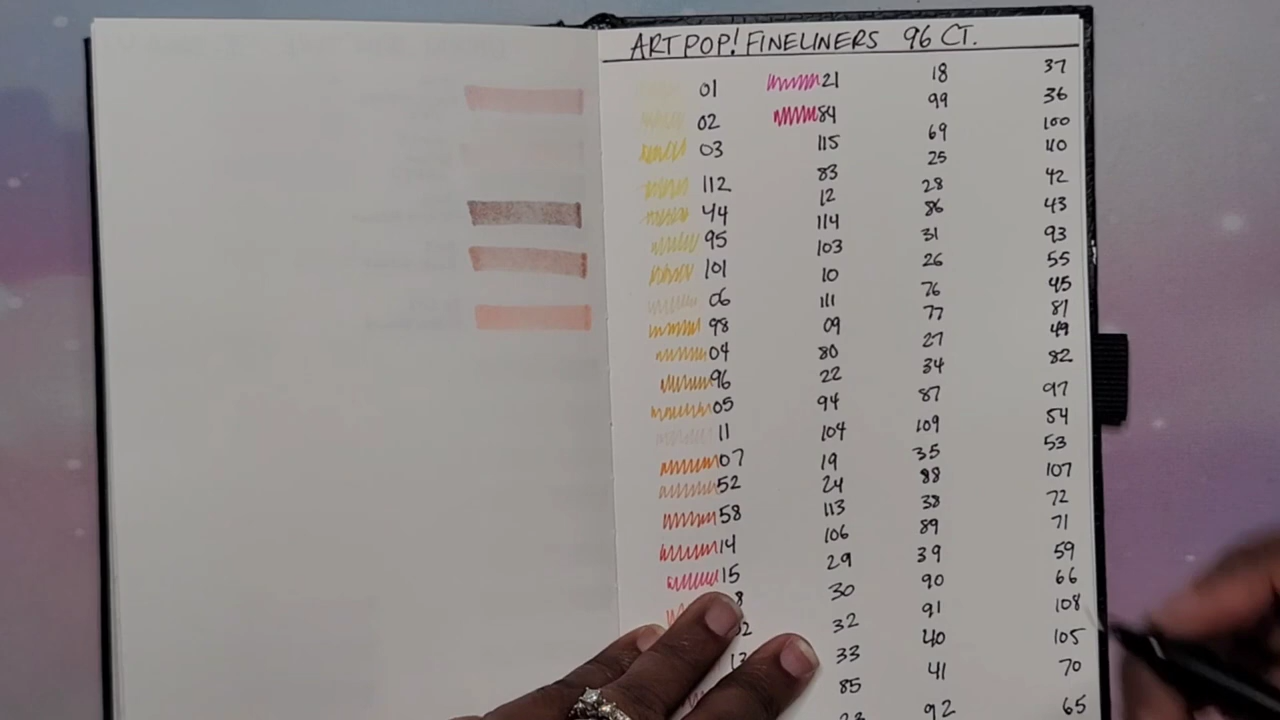 ARTPOP! FINELINERS 96 CT.
01 21 18 37
02 84 99 36
03 115 69 100
112 83 25 110
44 12 28 42
95 114 86 43
101 103 31 93
06 10 26 55
98 111 76 45
04 09 77 81
96 80 27 49
05 22 34 82
11 94 87 97
07 104 109 54
52 19 35 53
58 24 88 107
14 113 38 72
15 106 89 71
29 39 59
30 90 66
32 91 108
33 40 105
85 41 70
92 65